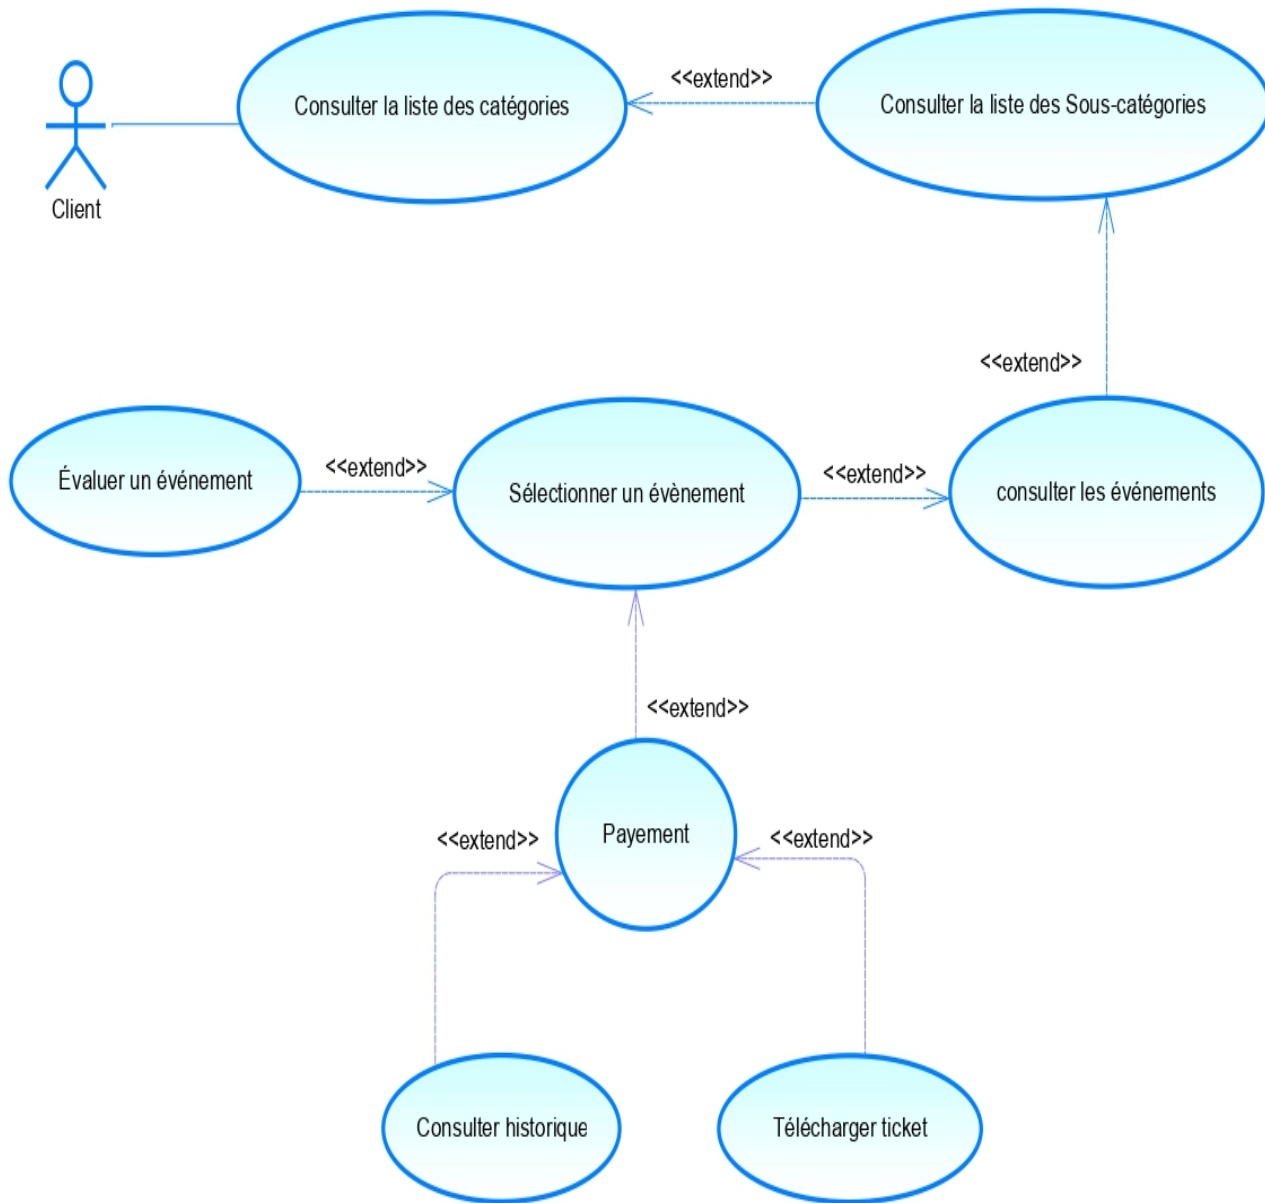 <<extend>>
Consulter la liste des catégories
Consulter la liste des Sous-catégories
Client
<<extend>>
Évaluer un événement
<<extend>>
Sélectionner un évènement
<<extend>>
consulter les événements
<<extend>>
Payement
<<extend>>
<<extend>>
Consulter historique
Télécharger ticket